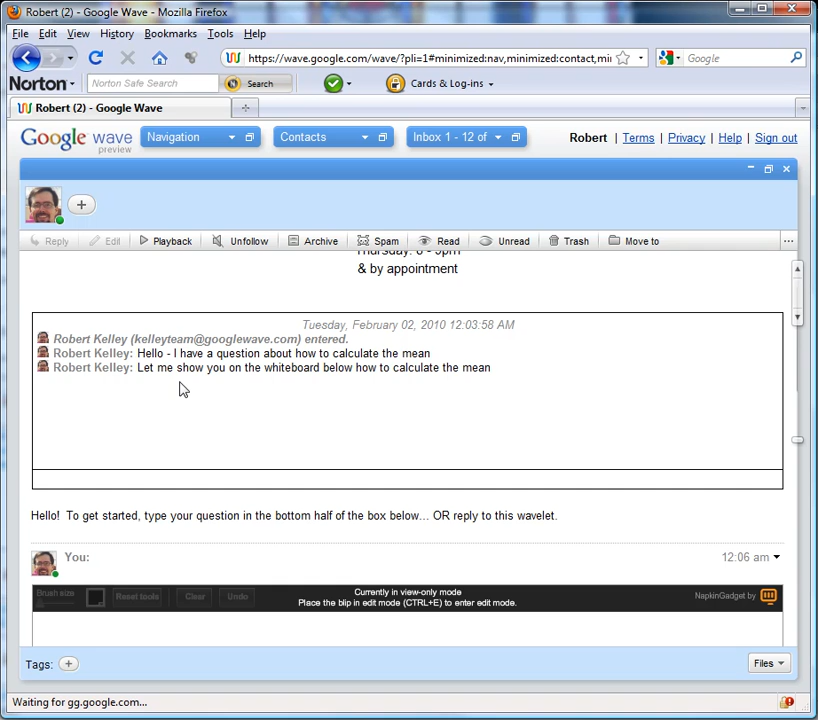 Robert (2) - Google Wave - Mozilla Firefox
File Edit View History Bookmarks Tools Help
https://wave.google.com/wave/?pli=1#minimized:nav,minimized:contact,mi
Google
Norton
Norton Safe Search
Search
Cards & Log-ins
Robert (2) - Google Wave
Google wave
preview
Navigation
Contacts
Inbox 1 - 12 of
Robert | Terms | Privacy | Help | Sign out
Reply Edit Playback Unfollow Archive Spam Read Unread Trash Move to ...
Thursday: 6 - 9pm
& by appointment
Tuesday, February 02, 2010 12:03:58 AM
Robert Kelley (kelleyteam@googlewave.com) entered.
Robert Kelley: Hello - I have a question about how to calculate the mean
Robert Kelley: Let me show you on the whiteboard below how to calculate the mean
Hello! To get started, type your question in the bottom half of the box below... OR reply to this wavelet.
You:
12:06 am
Brush size
Reset tools
Clear
Undo
Currently in view-only mode
Place the blip in edit mode (CTRL+E) to enter edit mode.
NapkinGadget by
Tags:
Files
Waiting for gg.google.com...